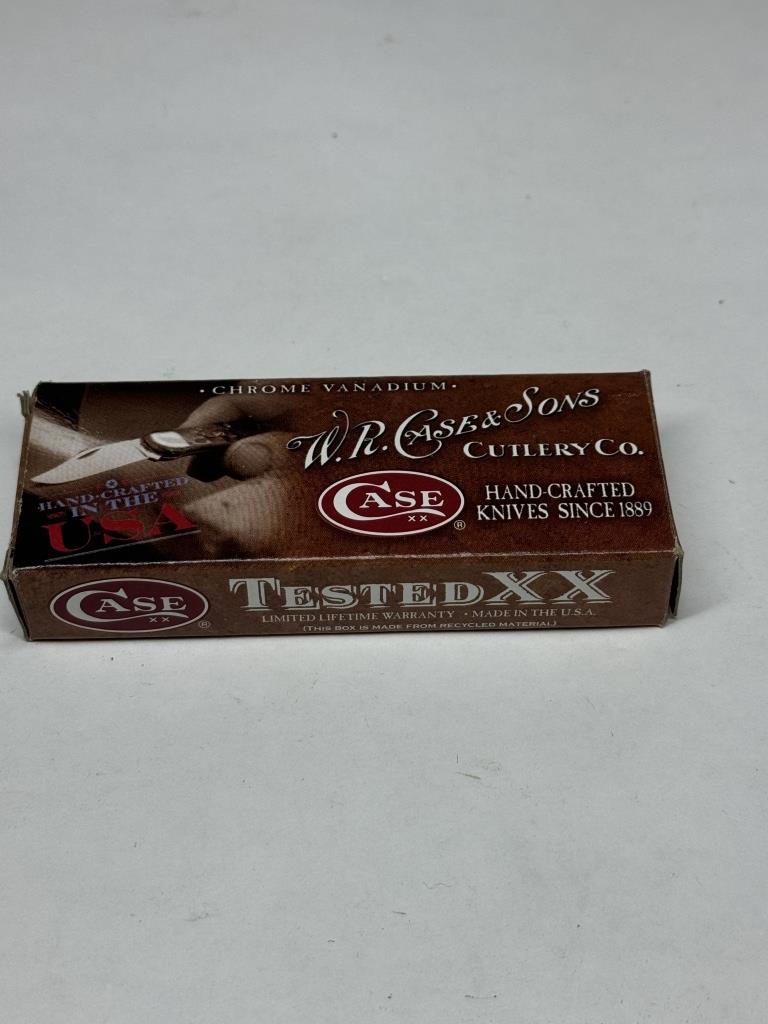 • CHROME VANADIUM •
W.R. CASE & SONS
CUTLERY CO.
CASE
XX
®
HAND-CRAFTED
KNIVES SINCE 1889
HAND-CRAFTED
IN THE
USA
CASE
XX
®
TESTED XX
LIMITED LIFETIME WARRANTY • MADE IN THE U.S.A.
(THIS BOX IS MADE FROM RECYCLED MATERIAL)